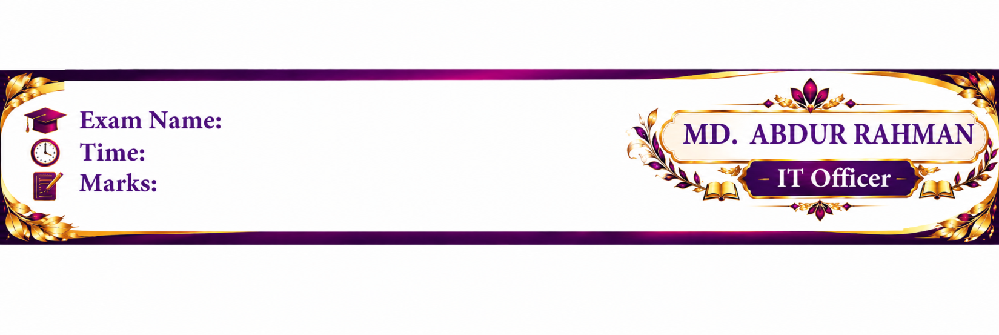 Exam Name:
Time:
Marks:
MD. ABDUR RAHMAN
IT Officer